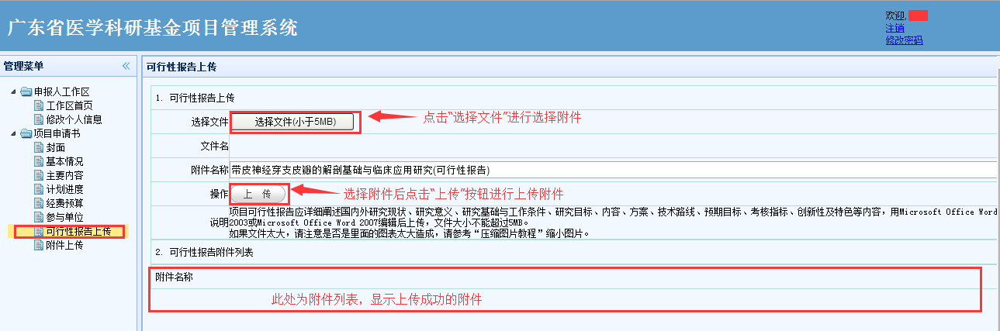 广东省医学科研基金项目管理系统
欢迎,
注销
修改密码
管理菜单
申报人工作区
工作区首页
修改个人信息
项目申请书
封面
基本情况
主要内容
计划进度
经费预算
参与单位
可行性报告上传
附件上传
可行性报告上传
1. 可行性报告上传
选择文件 选择文件(小于5MB) 点击“选择文件”进行选择附件
文件名
附件名称 带皮神经穿支皮瓣的解剖基础与临床应用研究(可行性报告)
操作 上 传 选择附件后点击“上传”按钮进行上传附件
项目可行性报告应详细阐述国内外研究现状、研究意义、研究基础与工作条件、研究目标、内容、方案、技术路线、预期目标、考核指标、创新性及特色等内容，用Microsoft Office Word
说明 2003或Microsoft Office Word 2007编辑后上传，文件大小不能超过5MB。
如果文件太大，请注意是否是里面的图表太大造成，请参考“压缩图片教程”缩小图片。
2. 可行性报告附件列表
附件名称
此处为附件列表，显示上传成功的附件